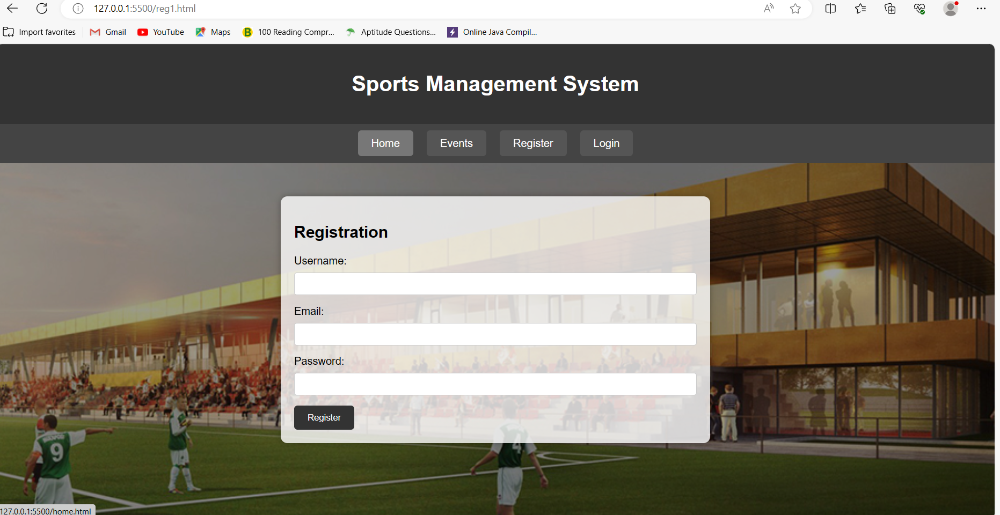 127.0.0.1:5500/reg1.html
Import favorites Gmail YouTube Maps B 100 Reading Compr... Aptitude Questions... Online Java Compil...
Sports Management System
Home Events Register Login
Registration
Username:
Email:
Password:
Register
9
4
127.0.0.1:5500/home.html